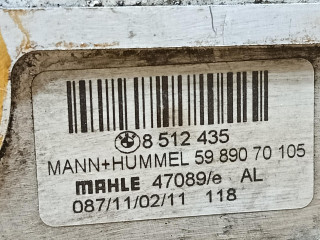 8 512 435
MANN+HUMMEL 59 890 70 105
MAHLE 47089/e AL
087/11/02/11 118